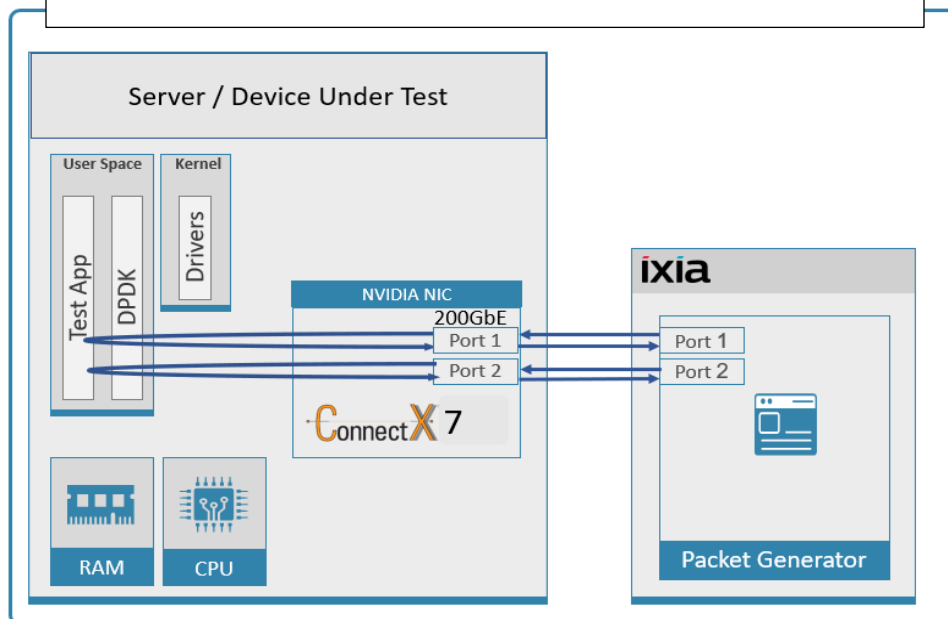 Server / Device Under Test
User Space
Kernel
Test App
DPDK
Drivers
NVIDIA NIC
200GbE
Port 1
Port 2
ConnectX 7
RAM
CPU
ixia
Port 1
Port 2
Packet Generator